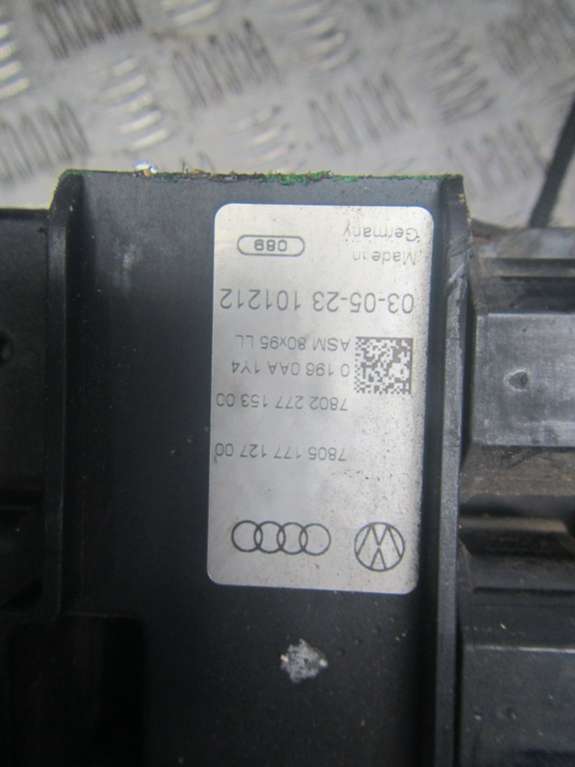 7805 177 127 00
7802 277 153 00
0 196 0AA 1Y4
ASM 80x95 LL
03-05-23 101212
Made in
Germany
089